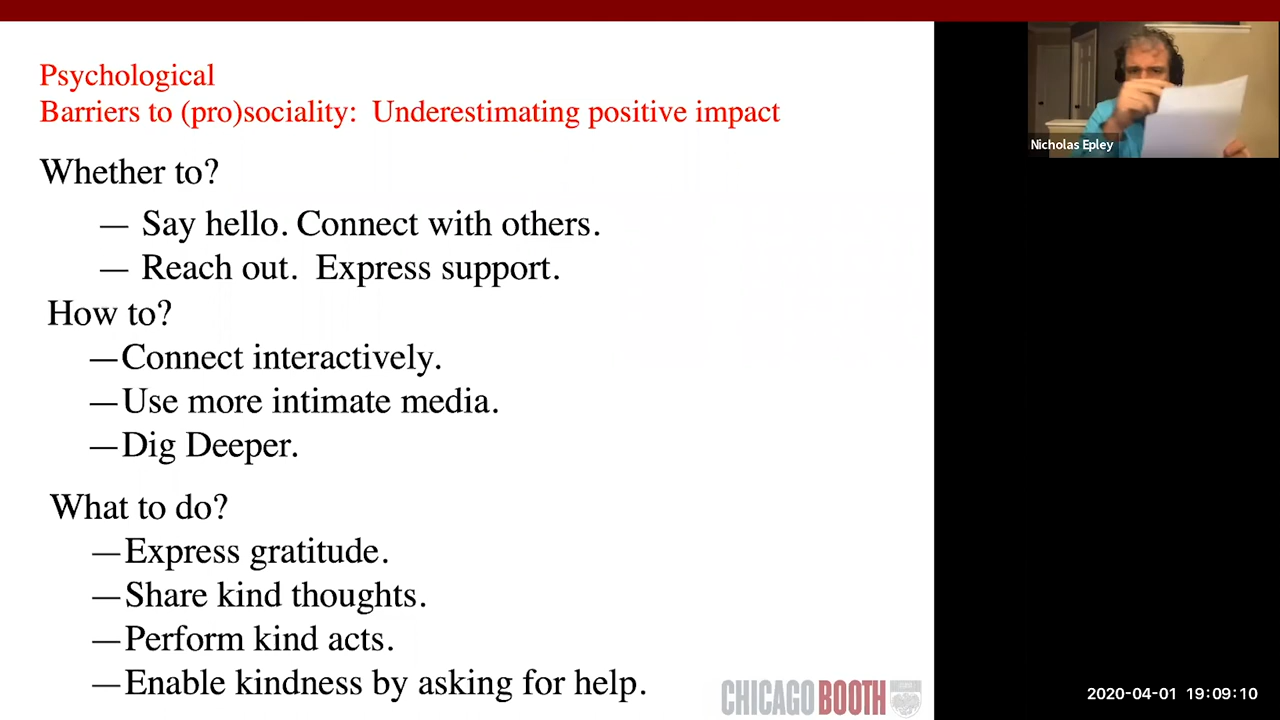 Psychological
Barriers to (pro)sociality:  Underestimating positive impact
Whether to?
— Say hello. Connect with others.
— Reach out.  Express support.
How to?
—Connect interactively.
—Use more intimate media.
—Dig Deeper.
What to do?
—Express gratitude.
—Share kind thoughts.
—Perform kind acts.
—Enable kindness by asking for help.
CHICAGO BOOTH
Nicholas Epley
2020-04-01 19:09:10